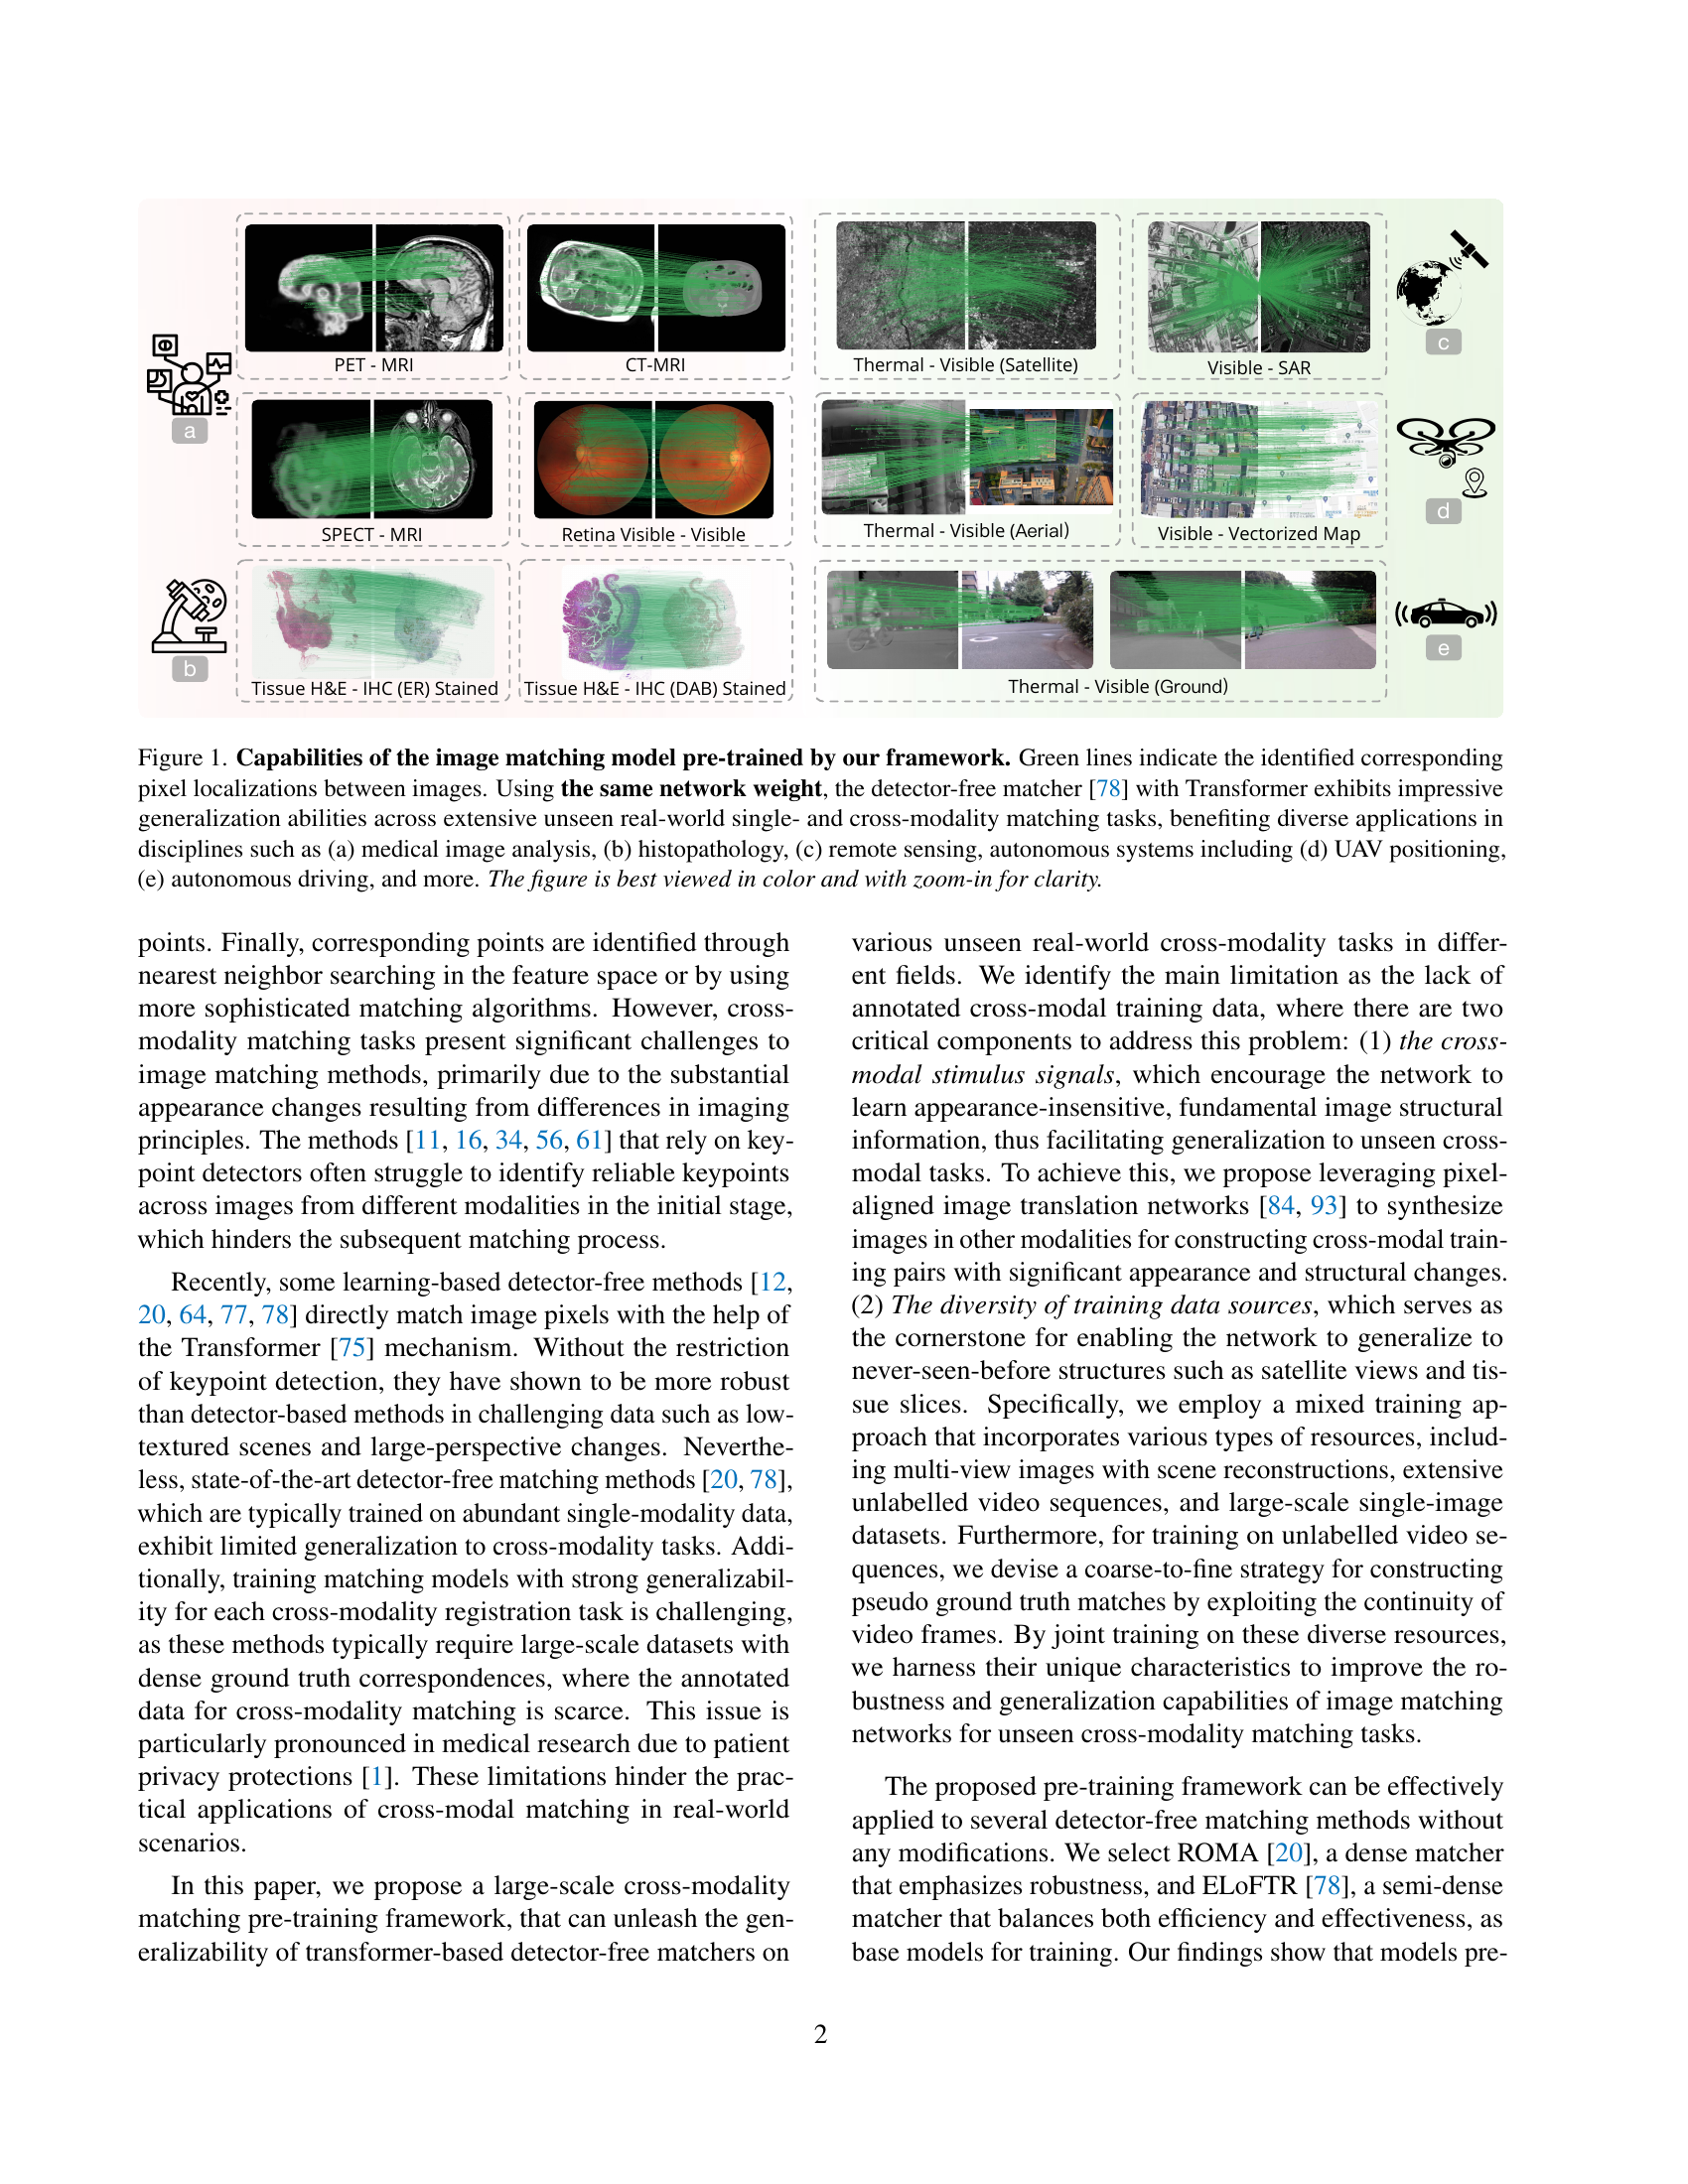 PET - MRI
CT-MRI
Thermal - Visible (Satellite)
Visible - SAR
c
a
SPECT - MRI
Retina Visible - Visible
Thermal - Visible (Aerial)
Visible - Vectorized Map
d
b
Tissue H&E - IHC (ER) Stained
Tissue H&E - IHC (DAB) Stained
Thermal - Visible (Ground)
e
Figure 1. Capabilities of the image matching model pre-trained by our framework. Green lines indicate the identified corresponding
pixel localizations between images. Using the same network weight, the detector-free matcher [78] with Transformer exhibits impressive
generalization abilities across extensive unseen real-world single- and cross-modality matching tasks, benefiting diverse applications in
disciplines such as (a) medical image analysis, (b) histopathology, (c) remote sensing, autonomous systems including (d) UAV positioning,
(e) autonomous driving, and more. The figure is best viewed in color and with zoom-in for clarity.
points. Finally, corresponding points are identified through
nearest neighbor searching in the feature space or by using
more sophisticated matching algorithms. However, cross-
modality matching tasks present significant challenges to
image matching methods, primarily due to the substantial
appearance changes resulting from differences in imaging
principles. The methods [11, 16, 34, 56, 61] that rely on key-
point detectors often struggle to identify reliable keypoints
across images from different modalities in the initial stage,
which hinders the subsequent matching process.
Recently, some learning-based detector-free methods [12,
20, 64, 77, 78] directly match image pixels with the help of
the Transformer [75] mechanism. Without the restriction
of keypoint detection, they have shown to be more robust
than detector-based methods in challenging data such as low-
textured scenes and large-perspective changes. Neverthe-
less, state-of-the-art detector-free matching methods [20, 78],
which are typically trained on abundant single-modality data,
exhibit limited generalization to cross-modality tasks. Addi-
tionally, training matching models with strong generalizabil-
ity for each cross-modality registration task is challenging,
as these methods typically require large-scale datasets with
dense ground truth correspondences, where the annotated
data for cross-modality matching is scarce. This issue is
particularly pronounced in medical research due to patient
privacy protections [1]. These limitations hinder the prac-
tical applications of cross-modal matching in real-world
scenarios.
In this paper, we propose a large-scale cross-modality
matching pre-training framework, that can unleash the gen-
eralizability of transformer-based detector-free matchers on
various unseen real-world cross-modality tasks in differ-
ent fields. We identify the main limitation as the lack of
annotated cross-modal training data, where there are two
critical components to address this problem: (1) the cross-
modal stimulus signals, which encourage the network to
learn appearance-insensitive, fundamental image structural
information, thus facilitating generalization to unseen cross-
modal tasks. To achieve this, we propose leveraging pixel-
aligned image translation networks [84, 93] to synthesize
images in other modalities for constructing cross-modal train-
ing pairs with significant appearance and structural changes.
(2) The diversity of training data sources, which serves as
the cornerstone for enabling the network to generalize to
never-seen-before structures such as satellite views and tis-
sue slices. Specifically, we employ a mixed training ap-
proach that incorporates various types of resources, includ-
ing multi-view images with scene reconstructions, extensive
unlabelled video sequences, and large-scale single-image
datasets. Furthermore, for training on unlabelled video se-
quences, we devise a coarse-to-fine strategy for constructing
pseudo ground truth matches by exploiting the continuity of
video frames. By joint training on these diverse resources,
we harness their unique characteristics to improve the ro-
bustness and generalization capabilities of image matching
networks for unseen cross-modality matching tasks.
The proposed pre-training framework can be effectively
applied to several detector-free matching methods without
any modifications. We select ROMA [20], a dense matcher
that emphasizes robustness, and ELoFTR [78], a semi-dense
matcher that balances both efficiency and effectiveness, as
base models for training. Our findings show that models pre-
2